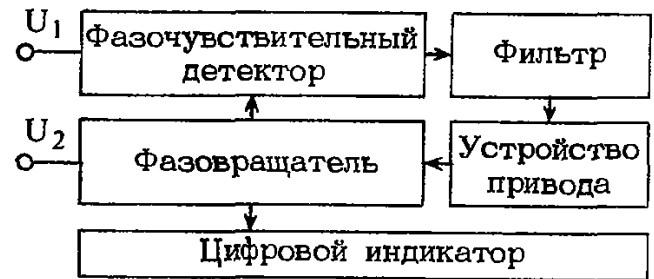 U1
Фазочувствительный
детектор
Фильтр
U2
Фазовращатель
Устройство
привода
Цифровой индикатор